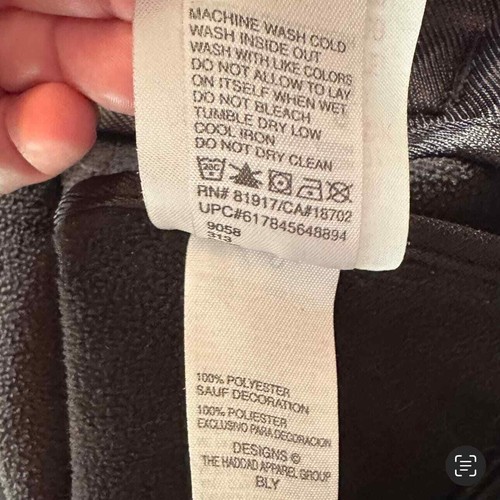 MACHINE WASH COLD
WASH INSIDE OUT
WASH WITH LIKE COLORS
DO NOT ALLOW TO LAY
ON ITSELF WHEN WET
DO NOT BLEACH
TUMBLE DRY LOW
COOL IRON
DO NOT DRY CLEAN
RN# 81917/CA#18702
UPC#617845648894
9058
313
100% POLYESTER
SAUF DECORATION
100% POLIESTER
EXCLUSIVO PARA DECORACION
DESIGNS ©
THE HADDAD APPAREL GROUP
BLY